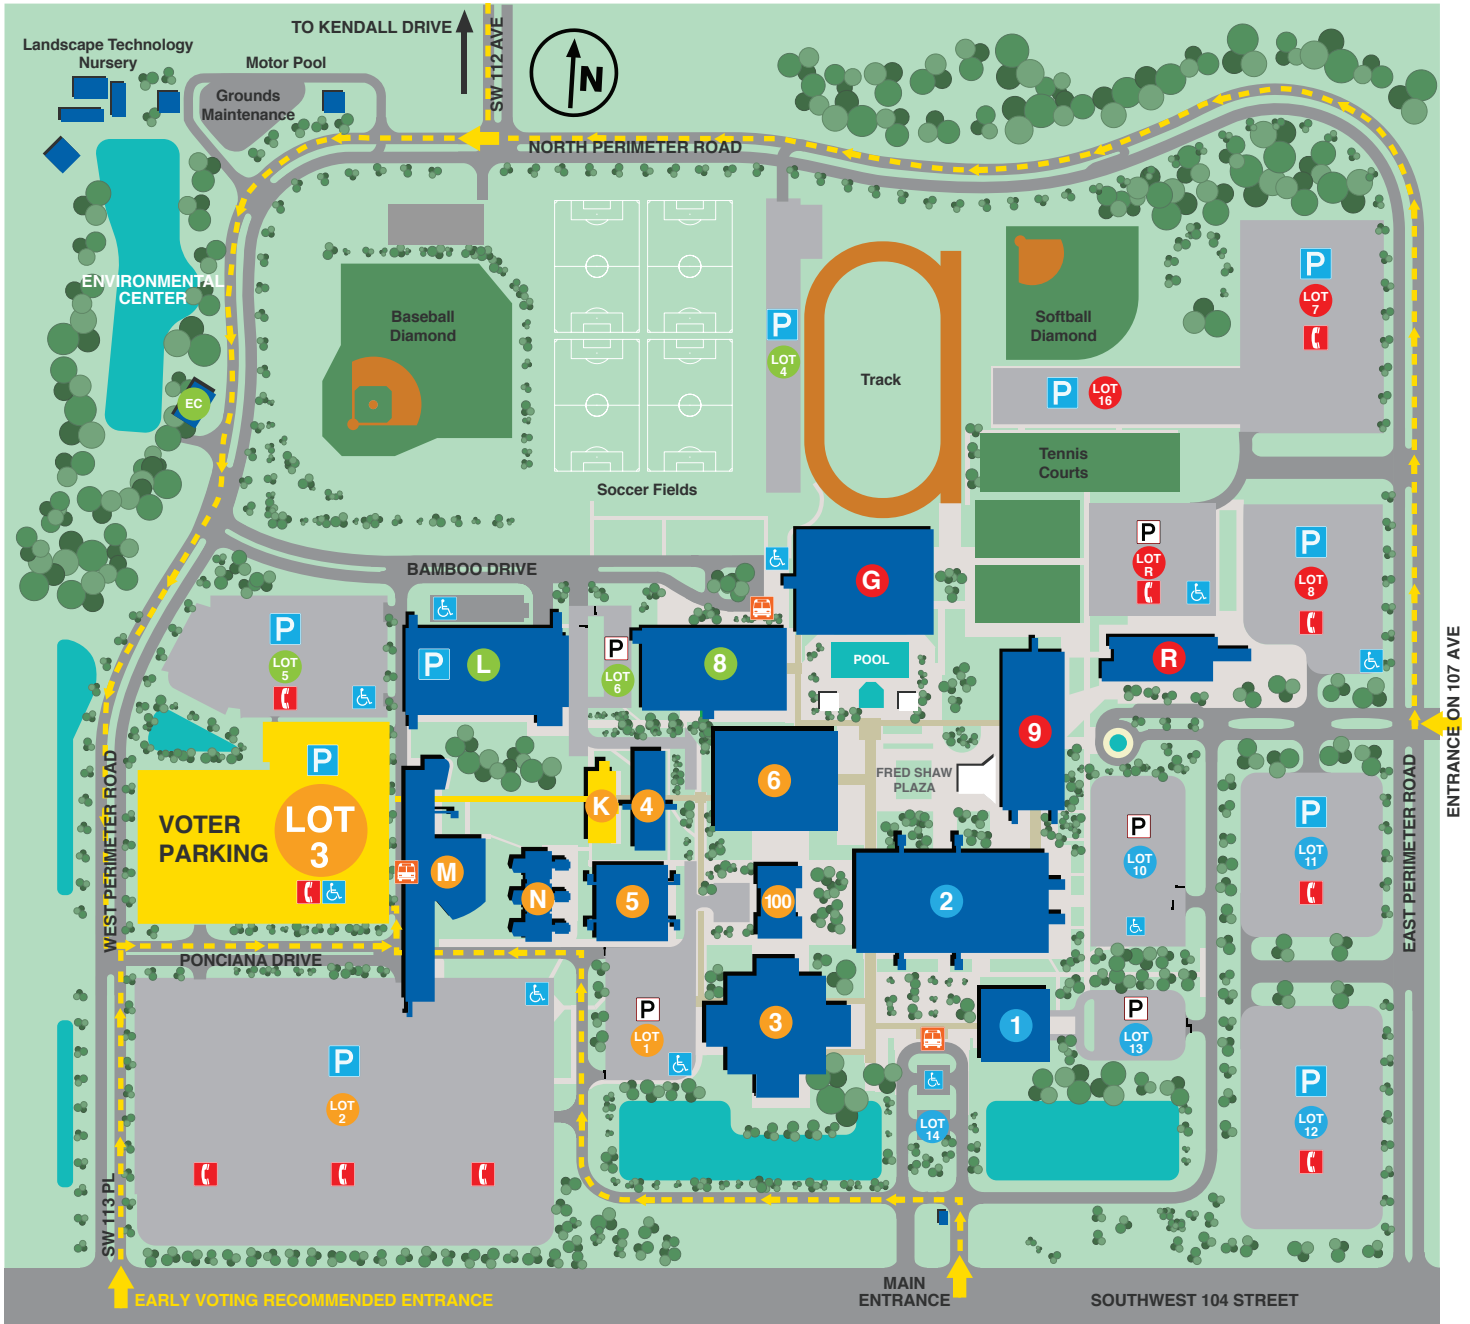 TO KENDALL DRIVE
SW 112 AVE
N
Landscape Technology
Nursery
Motor Pool
Grounds
Maintenance
NORTH PERIMETER ROAD
ENVIRONMENTAL
CENTER
EC
Baseball
Diamond
Soccer Fields
P
LOT
4
Track
Softball
Diamond
P
LOT
7
P
LOT
16
Tennis
Courts
P
LOT
R
P
LOT
8
BAMBOO DRIVE
G
P
LOT
5
P
L
P
LOT
6
8
POOL
R
9
ENTRANCE ON 107 AVE
WEST PERIMETER ROAD
P
VOTER
PARKING
LOT
3
K
4
6
FRED SHAW
PLAZA
P
LOT
10
P
LOT
11
EAST PERIMETER ROAD
M
N
5
100
2
PONCIANA DRIVE
P
LOT
1
3
1
P
LOT
13
P
LOT
2
LOT
14
P
LOT
12
SW 113 PL
EARLY VOTING RECOMMENDED ENTRANCE
MAIN
ENTRANCE
SOUTHWEST 104 STREET